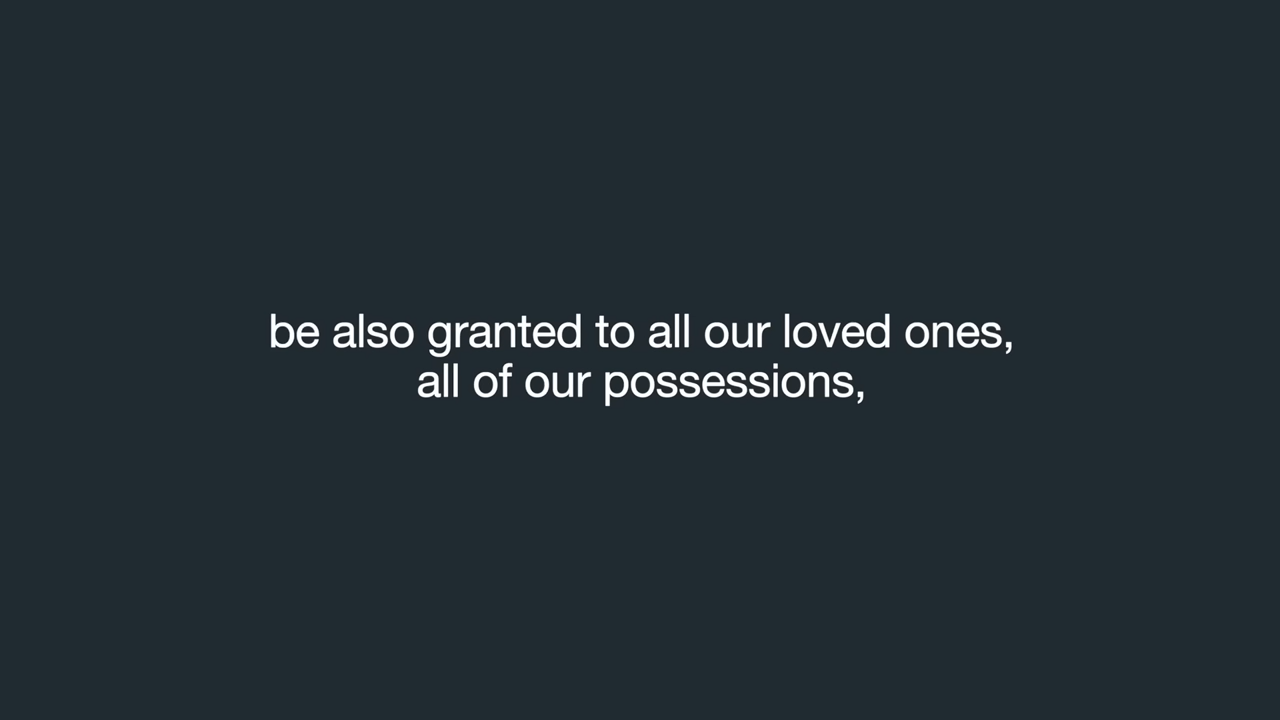 be also granted to all our loved ones,
all of our possessions,